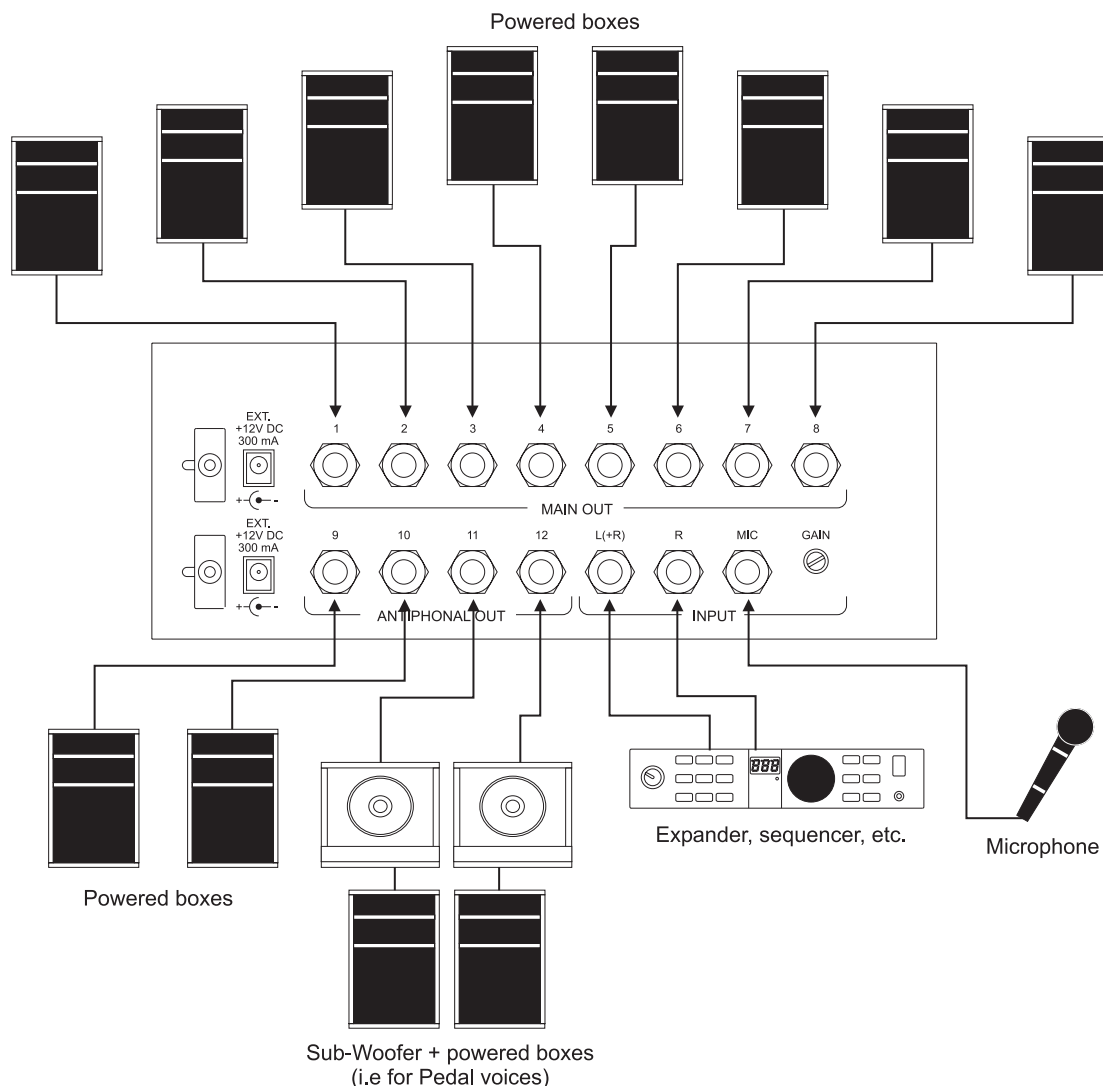 Powered boxes
EXT.
+12V DC
300 mA
+ -
1 2 3 4 5 6 7 8
MAIN OUT
EXT.
+12V DC
300 mA
+ -
9 10 11 12 L(+R) R MIC GAIN
ANTIPHONAL OUT INPUT
888
Expander, sequencer, etc.
Microphone
Powered boxes
Sub-Woofer + powered boxes
(i.e for Pedal voices)